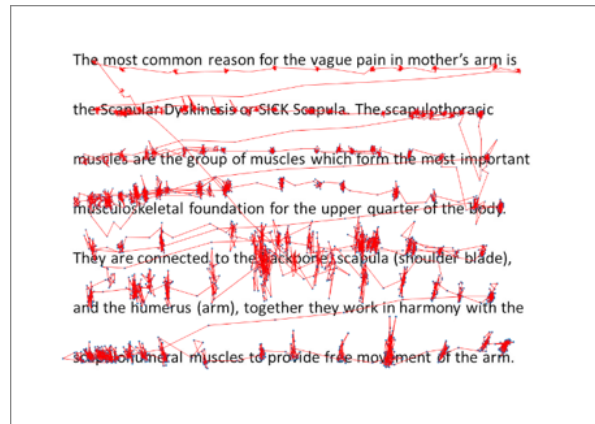 The most common reason for the vague pain in mother's arm is
the Scapular Dyskinesis or SICK Scapula. The scapulothoracic
muscles are the group of muscles which form the most important
musculoskeletal foundation for the upper quarter of the body.
They are connected to the backbone, scapula (shoulder blade),
and the humerus (arm), together they work in harmony with the
scapulohumeral muscles to provide free movement of the arm.